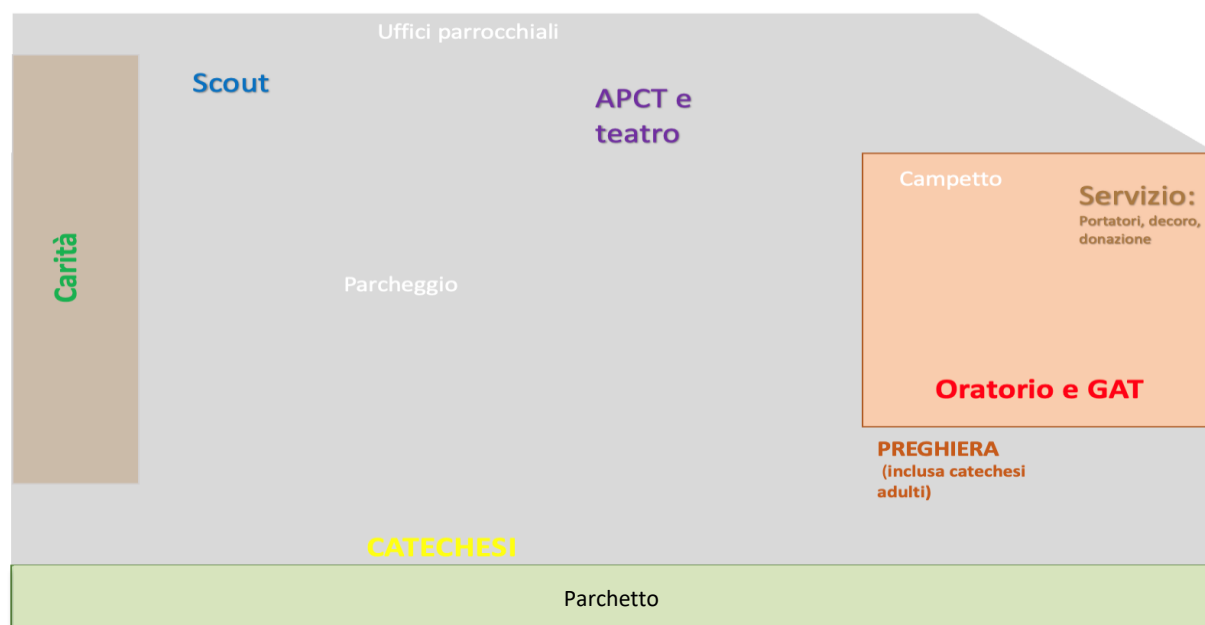 Uffici parrocchiali
Scout
APCT e
teatro
Campetto
Servizio:
Portatori, decoro,
donazione
Carità
Parcheggio
Oratorio e GAT
PREGHIERA
(inclusa catechesi
adulti)
CATECHESI
Parchetto